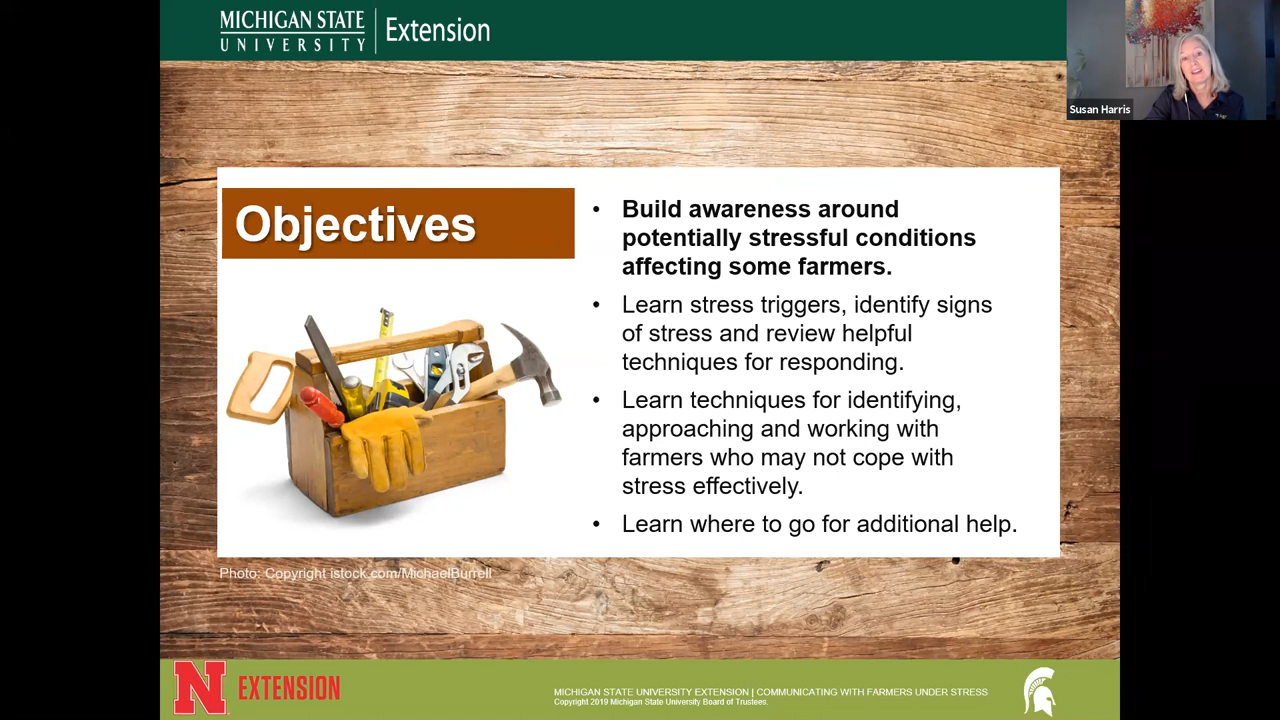 MICHIGAN STATE
UNIVERSITY
Extension
Susan Harris
Objectives
• Build awareness around
potentially stressful conditions
affecting some farmers.
• Learn stress triggers, identify signs
of stress and review helpful
techniques for responding.
• Learn techniques for identifying,
approaching and working with
farmers who may not cope with
stress effectively.
• Learn where to go for additional help.
Photo: Copyright istock.com/MichaelBurrell
N EXTENSION
MICHIGAN STATE UNIVERSITY EXTENSION | COMMUNICATING WITH FARMERS UNDER STRESS
Copyright 2019 Michigan State University Board of Trustees.